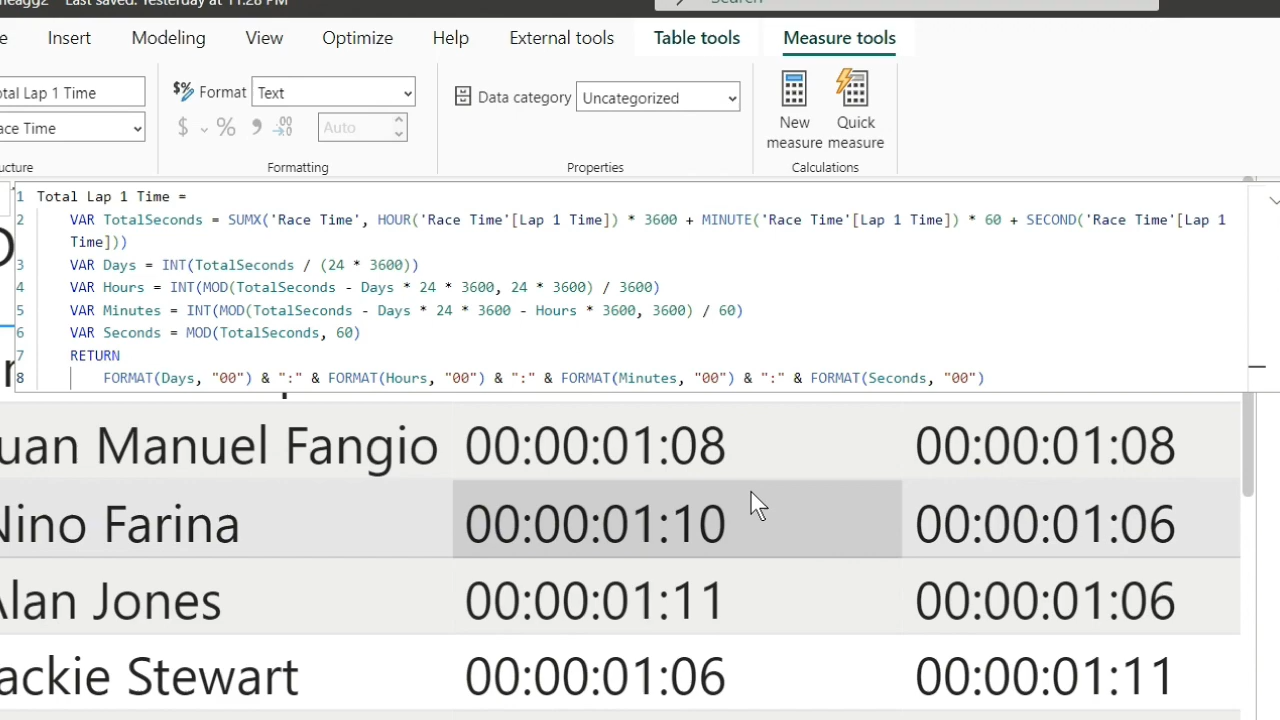 Last saved: Yesterday at 11:28 PM
Search
Insert Modeling View Optimize Help External tools Table tools Measure tools
otal Lap 1 Time
$% Format Text
Data category Uncategorized
New measure
Quick measure
ace Time
$ % Auto
Formatting
Properties
Calculations
1 Total Lap 1 Time =
2 VAR TotalSeconds = SUMX('Race Time', HOUR('Race Time'[Lap 1 Time]) * 3600 + MINUTE('Race Time'[Lap 1 Time]) * 60 + SECOND('Race Time'[Lap 1
Time]))
3 VAR Days = INT(TotalSeconds / (24 * 3600))
4 VAR Hours = INT(MOD(TotalSeconds - Days * 24 * 3600, 24 * 3600) / 3600)
5 VAR Minutes = INT(MOD(TotalSeconds - Days * 24 * 3600 - Hours * 3600, 3600) / 60)
6 VAR Seconds = MOD(TotalSeconds, 60)
7 RETURN
8 FORMAT(Days, "00") & ":" & FORMAT(Hours, "00") & ":" & FORMAT(Minutes, "00") & ":" & FORMAT(Seconds, "00")
uan Manuel Fangio 00:00:01:08 00:00:01:08
Nino Farina 00:00:01:10 00:00:01:06
Alan Jones 00:00:01:11 00:00:01:06
ackie Stewart 00:00:01:06 00:00:01:11